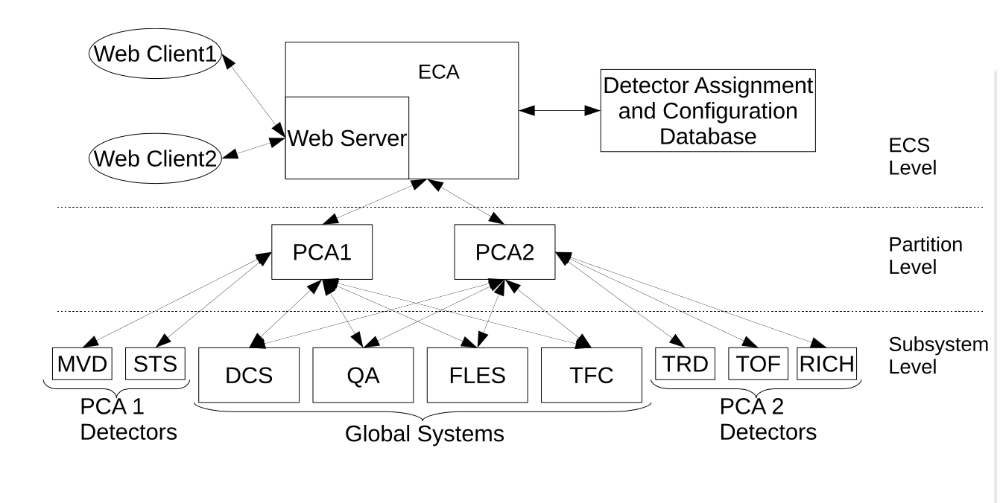 Web Client1
ECA
Detector Assignment
and Configuration
Database
Web Server
Web Client2
ECS
Level
PCA1
PCA2
Partition
Level
Subsystem
Level
MVD
STS
DCS
QA
FLES
TFC
TRD
TOF
RICH
PCA 1
Detectors
Global Systems
PCA 2
Detectors